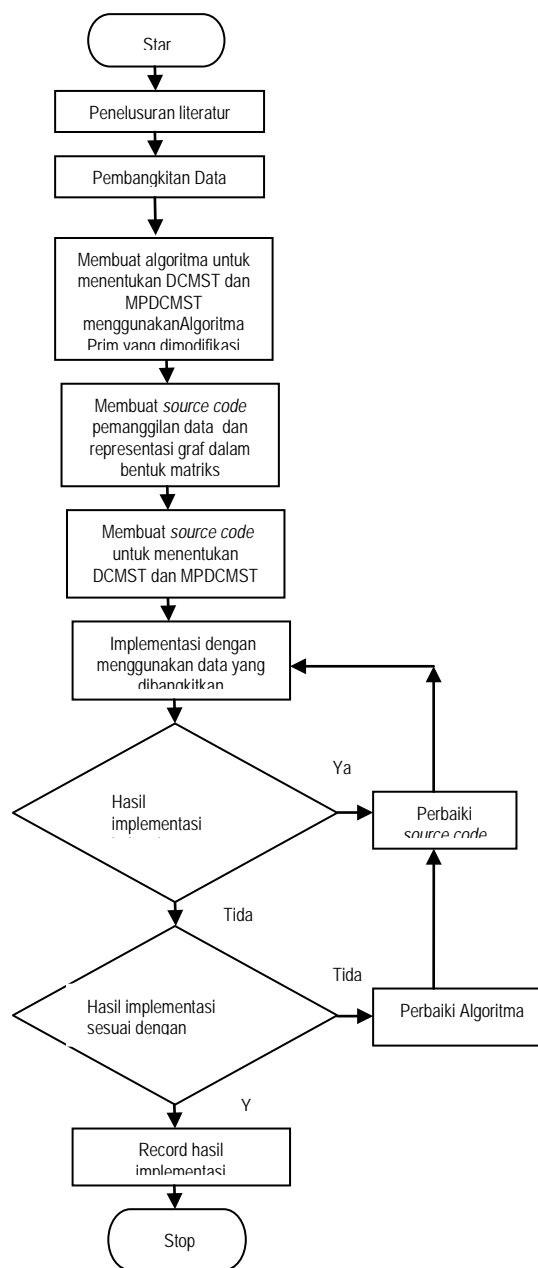 Star
Penelusuran literatur
Pembangkitan Data
Membuat algoritma untuk
menentukan DCMST dan
MPDCMST
menggunakanAlgoritma
Prim yang dimodifikasi
Membuat source code
pemanggilan data dan
representasi graf dalam
bentuk matriks
Membuat source code
untuk menentukan
DCMST dan MPDCMST
Implementasi dengan
menggunakan data yang
dibangkitkan
Ya
Hasil
implementasi
Perbaiki
source code
Tida
Hasil implementasi
sesuai dengan
Tida
Perbaiki Algoritma
Y
Record hasil
implementasi
Stop